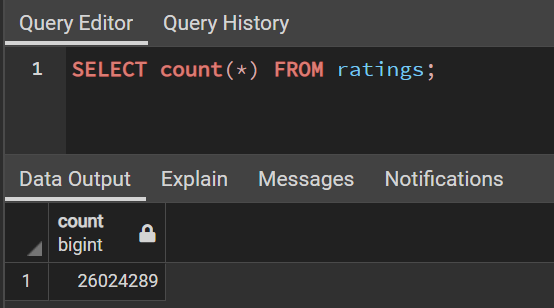 Query Editor Query History
1 SELECT count(*) FROM ratings;
Data Output Explain Messages Notifications
count
bigint
1 26024289